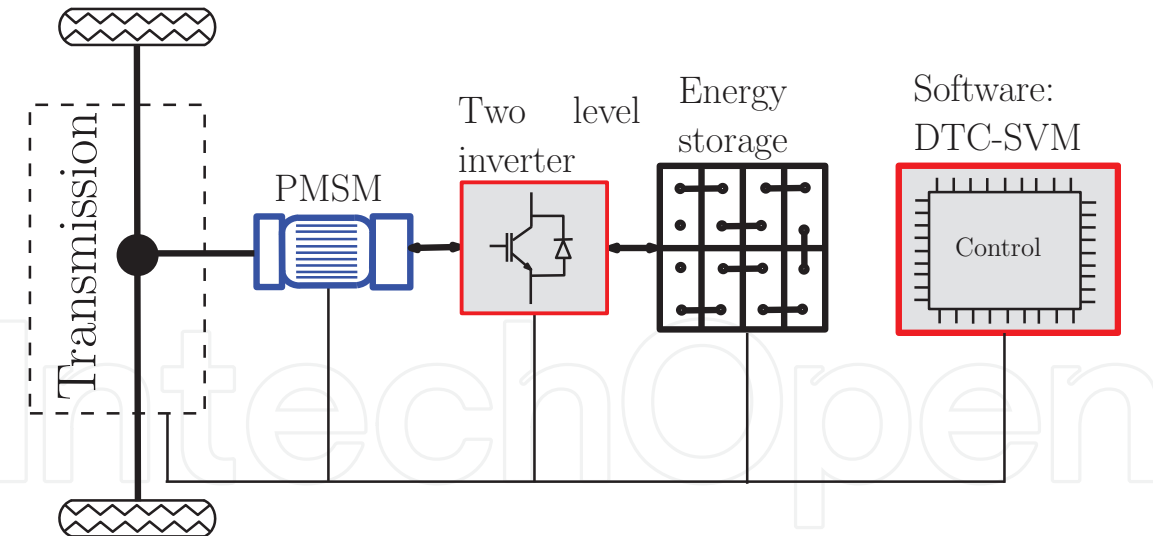 Transmission
PMSM
Two level
inverter
Energy
storage
Software:
DTC-SVM
Control
IntechOpen